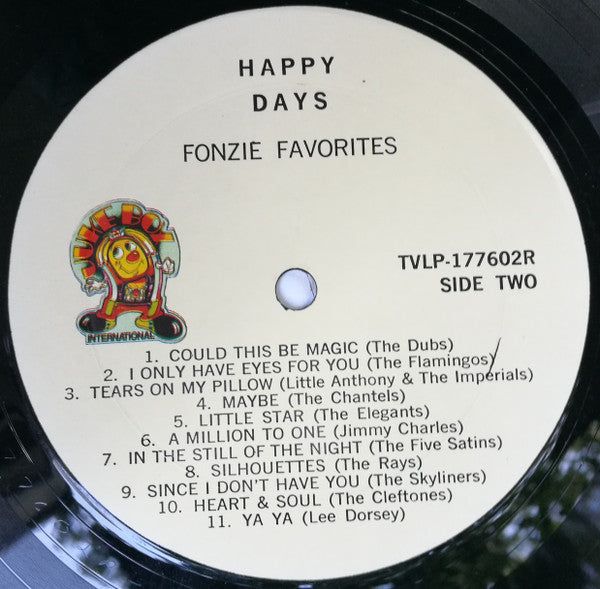 HAPPY
DAYS
FONZIE FAVORITES
JUKE BOX
INTERNATIONAL
TVLP-177602R
SIDE TWO
1. COULD THIS BE MAGIC (The Dubs)
2. I ONLY HAVE EYES FOR YOU (The Flamingos)
3. TEARS ON MY PILLOW (Little Anthony & The Imperials)
4. MAYBE (The Chantels)
5. LITTLE STAR (The Elegants)
6. A MILLION TO ONE (Jimmy Charles)
7. IN THE STILL OF THE NIGHT (The Five Satins)
8. SILHOUETTES (The Rays)
9. SINCE I DON'T HAVE YOU (The Skyliners)
10. HEART & SOUL (The Cleftones)
11. YA YA (Lee Dorsey)